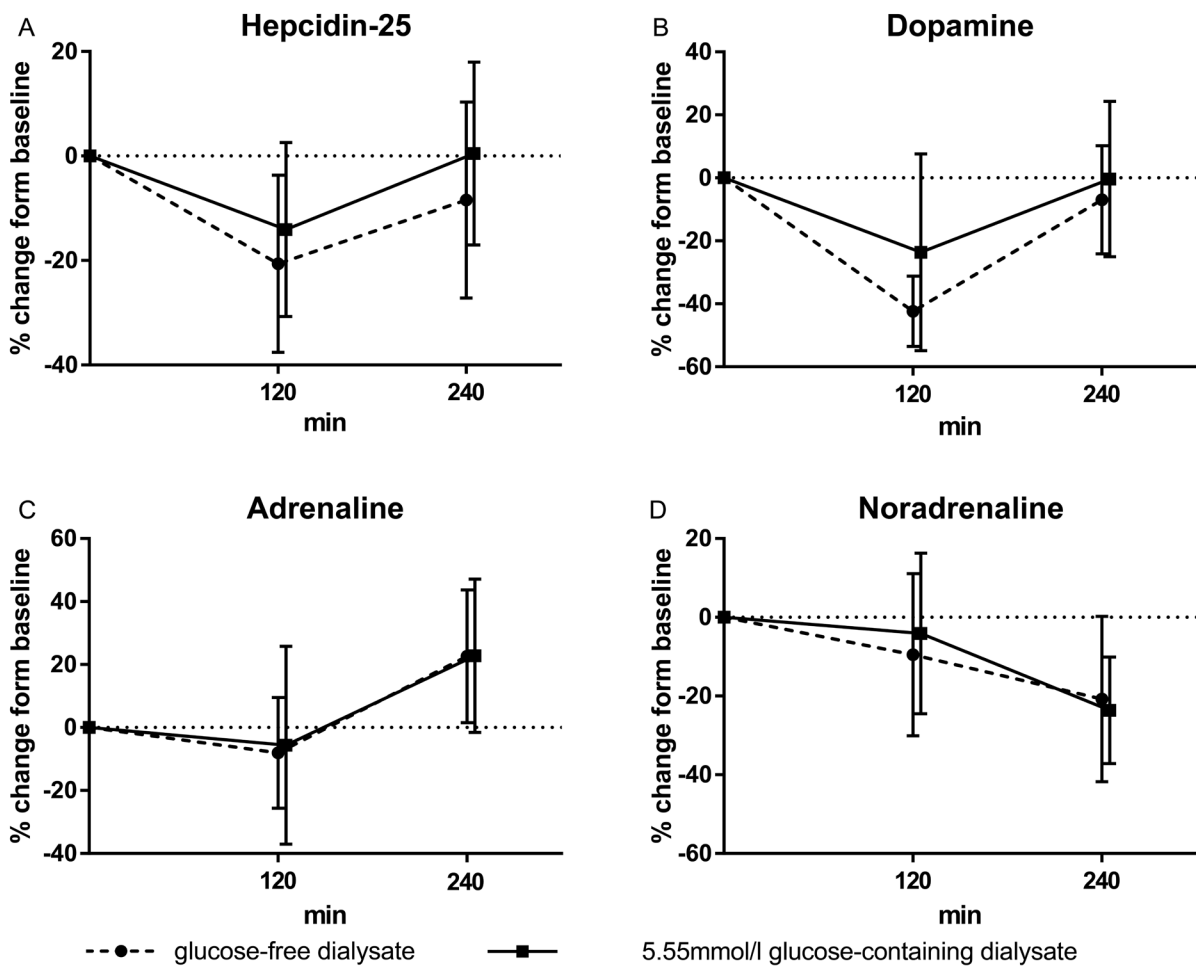 A
Hepcidin-25
% change form baseline
20
0
-20
-40
120
240
min
B
Dopamine
% change form baseline
40
20
0
-20
-40
-60
120
240
min
C
Adrenaline
% change form baseline
60
40
20
0
-20
-40
120
240
min
D
Noradrenaline
% change form baseline
20
0
-20
-40
-60
120
240
min
glucose-free dialysate
5.55mmol/l glucose-containing dialysate